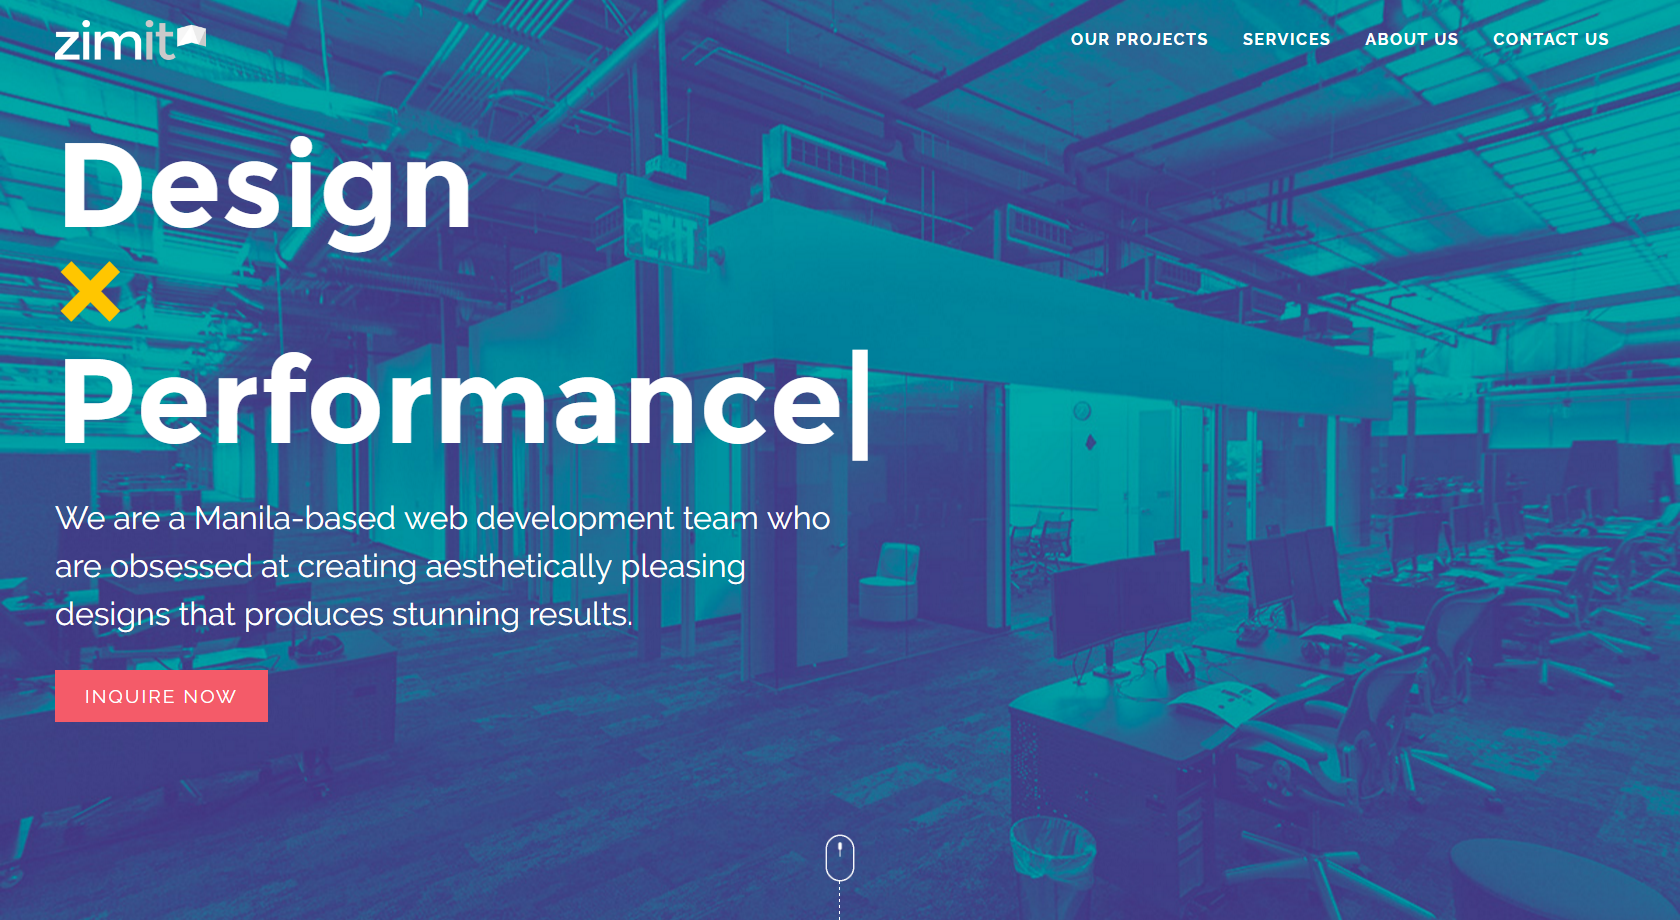 zimit
OUR PROJECTS SERVICES ABOUT US CONTACT US
Design
×
Performance|
EXIT
We are a Manila-based web development team who
are obsessed at creating aesthetically pleasing
designs that produces stunning results.
INQUIRE NOW